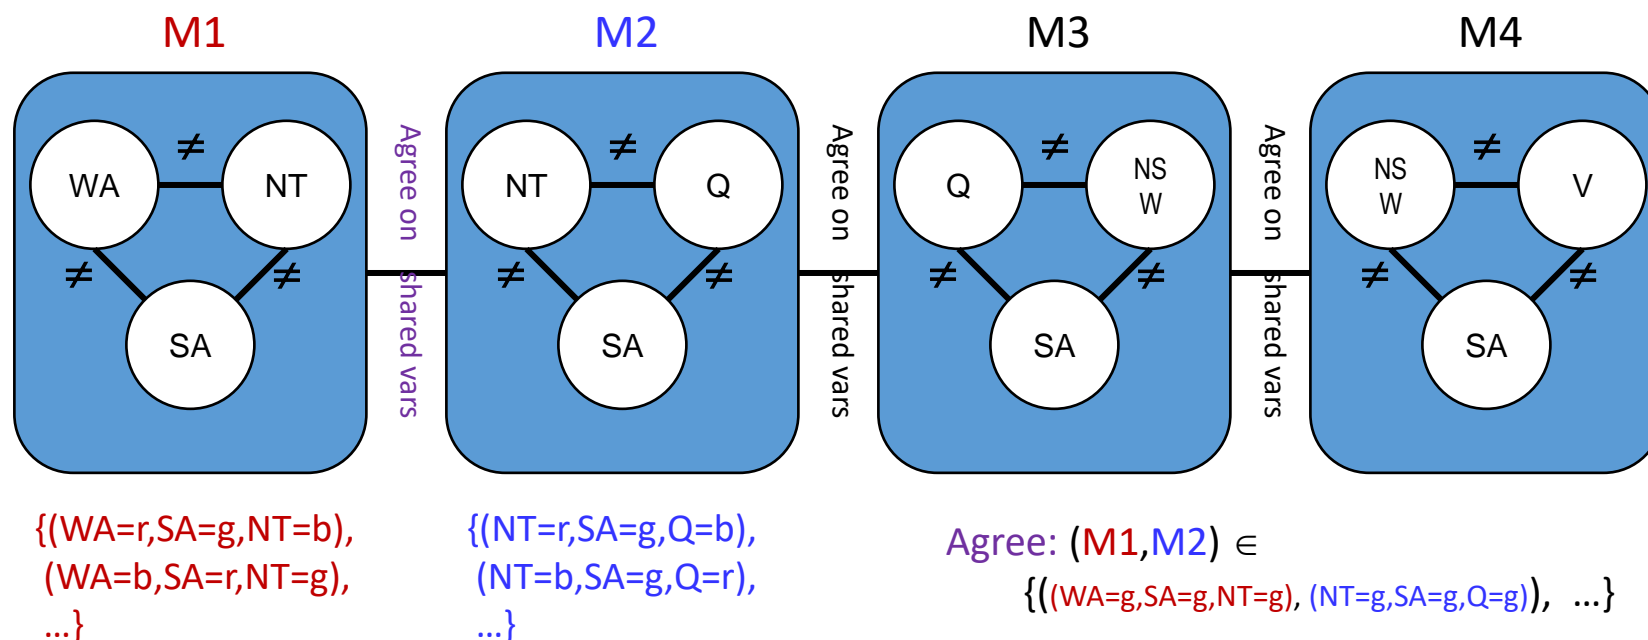 M1
M2
M3
M4
≠
WA
NT
≠
≠
SA
Agree on
shared vars
≠
NT
Q
≠
≠
SA
Agree on
shared vars
≠
Q
NS
W
≠
≠
SA
Agree on
shared vars
≠
NS
W
V
≠
≠
SA
{(WA=r,SA=g,NT=b),
(WA=b,SA=r,NT=g),
...}
{(NT=r,SA=g,Q=b),
(NT=b,SA=g,Q=r),
...}
Agree: (M1,M2) ∈
{((WA=g,SA=g,NT=g), (NT=g,SA=g,Q=g)), ...}